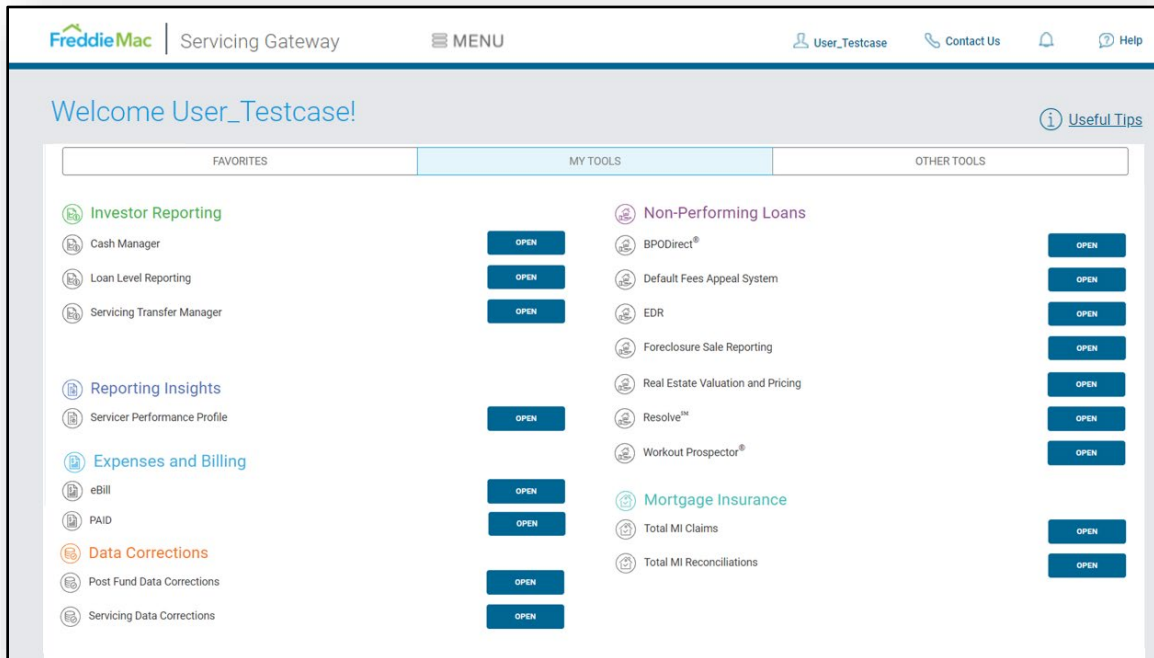 FreddieMac Servicing Gateway MENU User_Testcase Contact Us Help
Welcome User_Testcase!
Useful Tips
FAVORITES MY TOOLS OTHER TOOLS
Investor Reporting
Cash Manager OPEN
Loan Level Reporting OPEN
Servicing Transfer Manager OPEN
Reporting Insights
Servicer Performance Profile OPEN
Expenses and Billing
eBill OPEN
PAID OPEN
Data Corrections
Post Fund Data Corrections OPEN
Servicing Data Corrections OPEN
Non-Performing Loans
BPODirect® OPEN
Default Fees Appeal System OPEN
EDR OPEN
Foreclosure Sale Reporting OPEN
Real Estate Valuation and Pricing OPEN
Resolve℠ OPEN
Workout Prospector® OPEN
Mortgage Insurance
Total MI Claims OPEN
Total MI Reconciliations OPEN